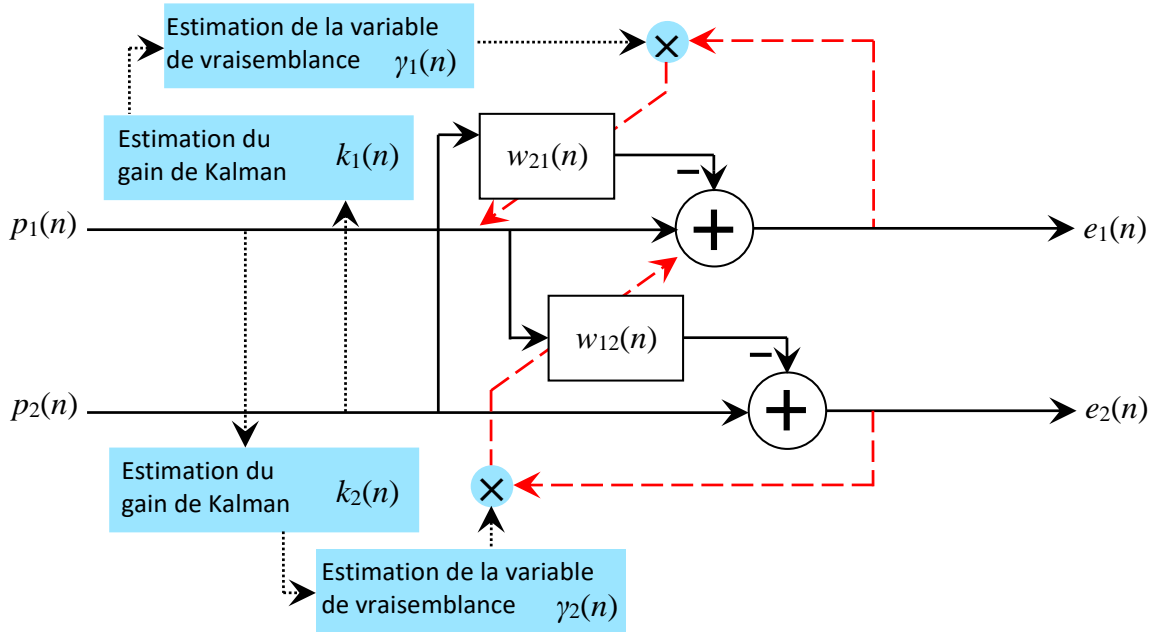 Estimation de la variable
de vraisemblance γ1(n)
×
Estimation du
gain de Kalman k1(n)
w21(n)
−
p1(n)
+
e1(n)
w12(n)
−
p2(n)
+
e2(n)
Estimation du
gain de Kalman k2(n)
×
Estimation de la variable
de vraisemblance γ2(n)